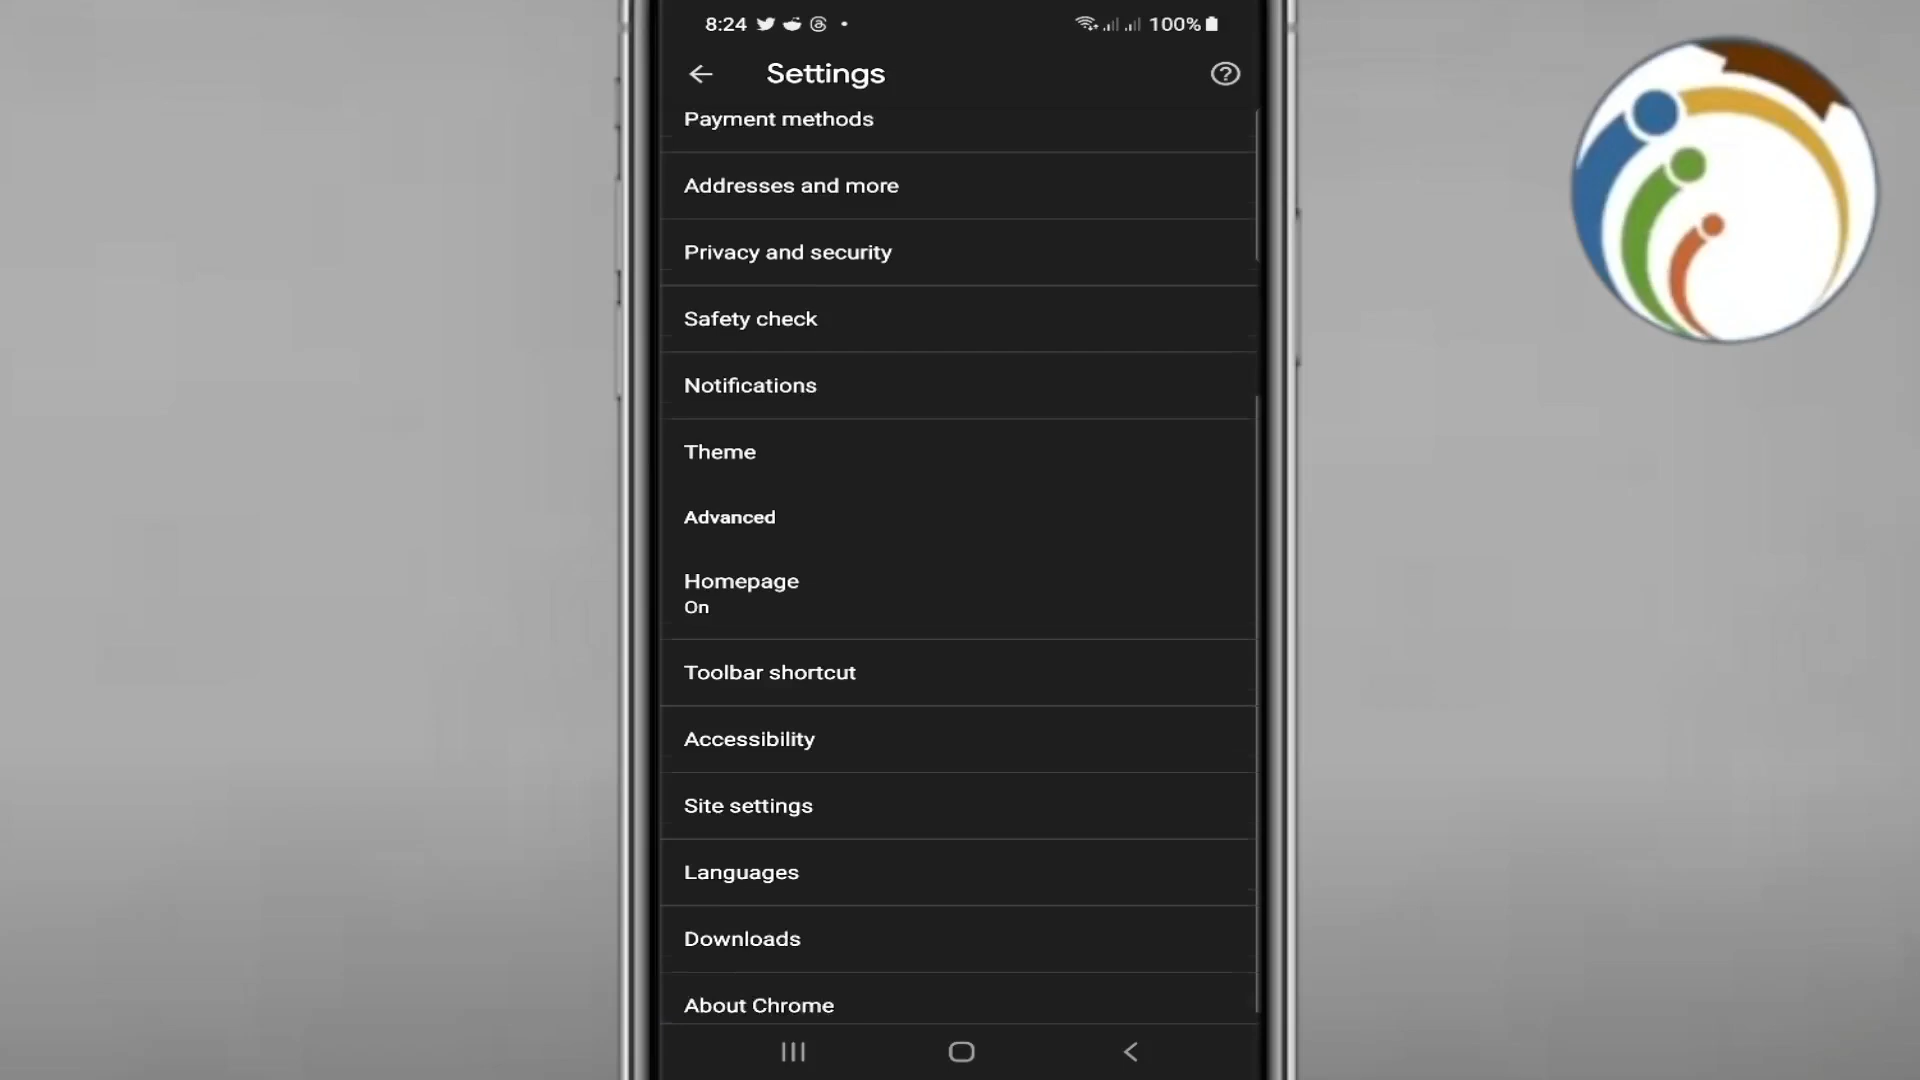 8:24
100%
Settings
Payment methods
Addresses and more
Privacy and security
Safety check
Notifications
Theme
Advanced
Homepage
On
Toolbar shortcut
Accessibility
Site settings
Languages
Downloads
About Chrome